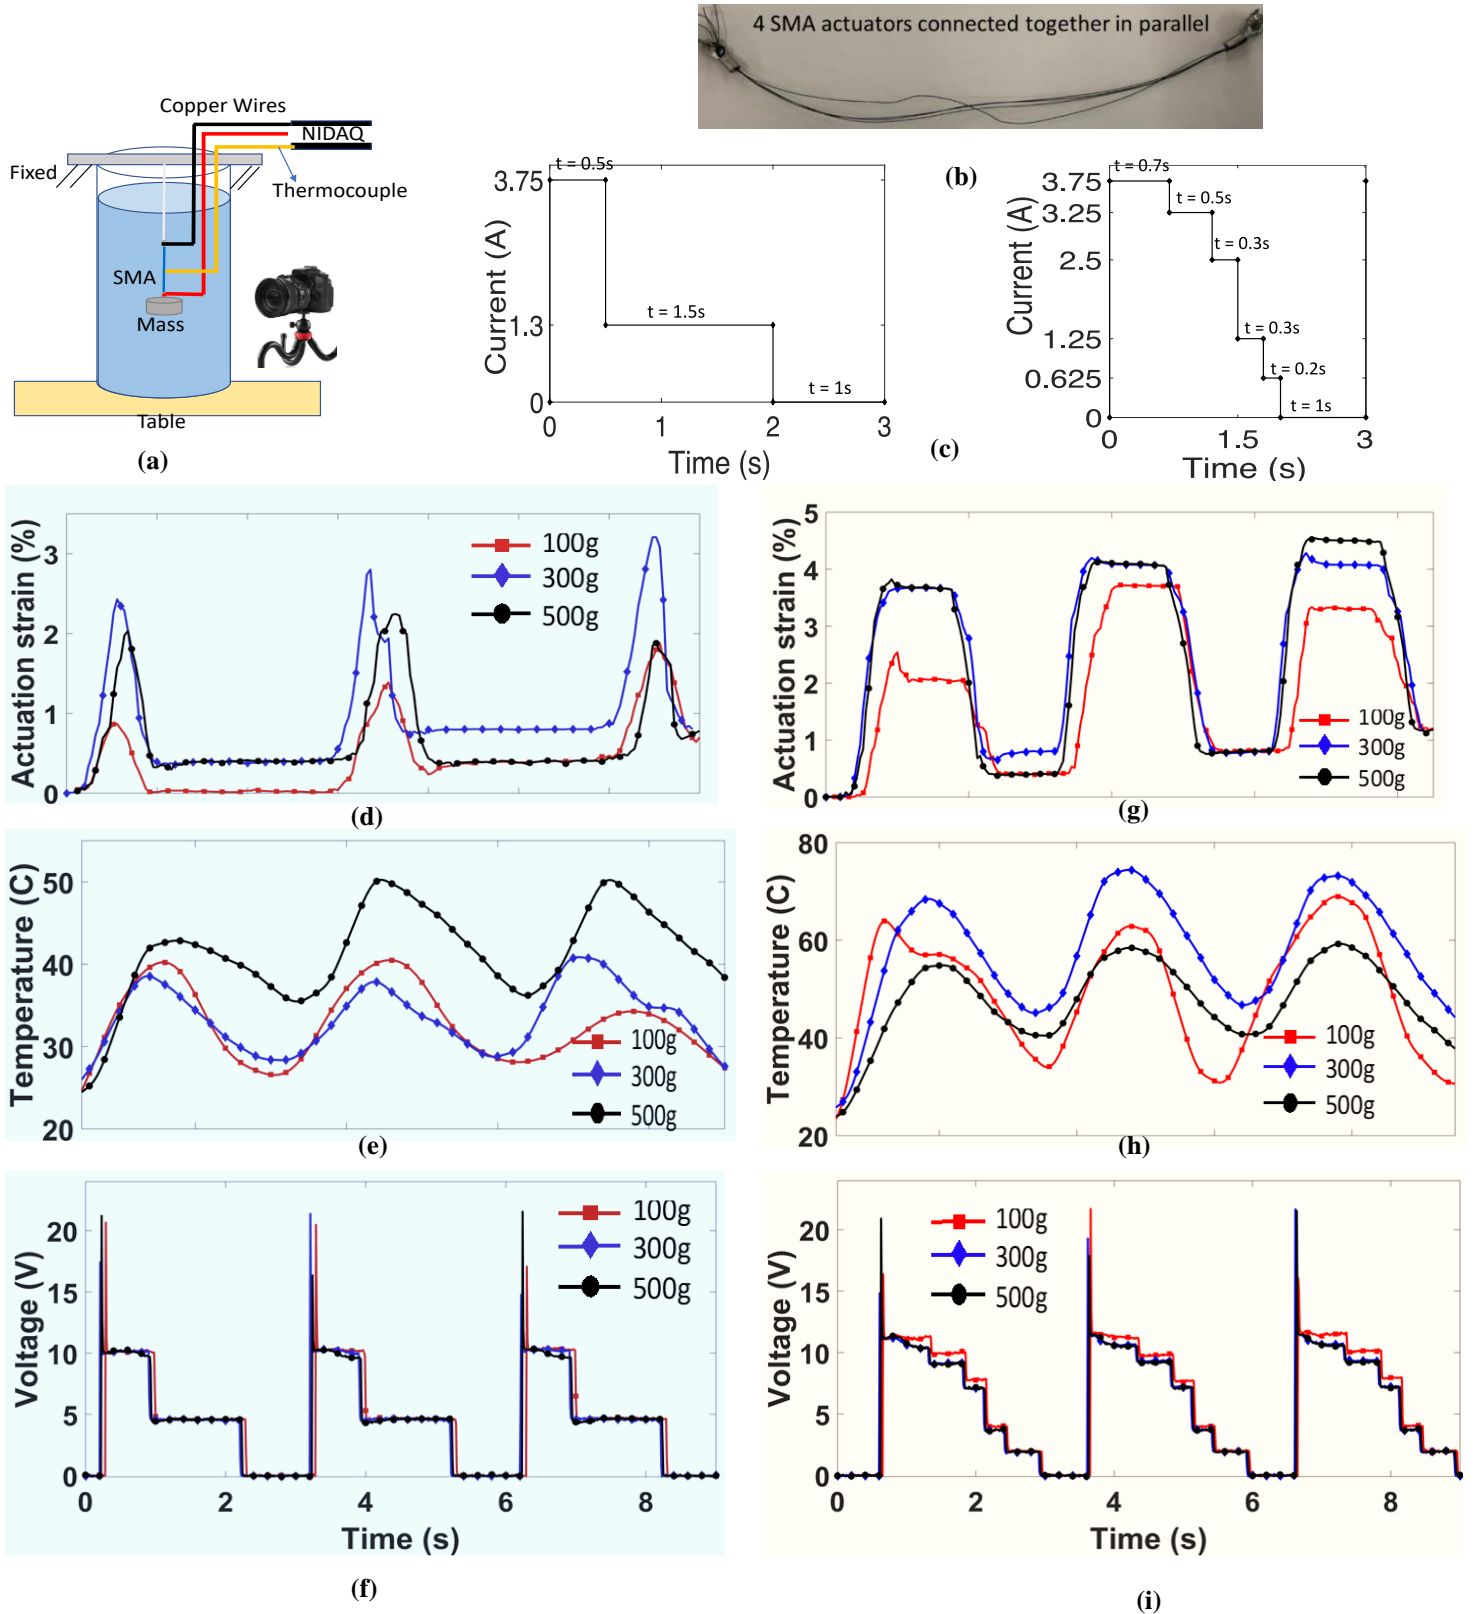 4 SMA actuators connected together in parallel
Copper Wires
NIDAQ
Fixed
Thermocouple
SMA
Mass
Table
(a)
(b)
t = 0.5s
3.75
Current (A)
1.3
t = 1.5s
0
t = 1s
0 1 2 3
Time (s)
(c)
t = 0.7s
3.75
t = 0.5s
3.25
t = 0.3s
2.5
Current (A)
t = 0.3s
1.25
t = 0.2s
0.625
t = 1s
0
0 1.5 3
Time (s)
Actuation strain (%)
3
2
1
0
100g
300g
500g
(d)
Actuation strain (%)
5
4
3
2
1
0
100g
300g
500g
(g)
Temperature (C)
50
40
30
20
100g
300g
500g
(e)
Temperature (C)
80
60
40
20
100g
300g
500g
(h)
Voltage (V)
20
15
10
5
0
100g
300g
500g
0 2 4 6 8
Time (s)
(f)
Voltage (V)
20
15
10
5
0
100g
300g
500g
0 2 4 6 8
Time (s)
(i)